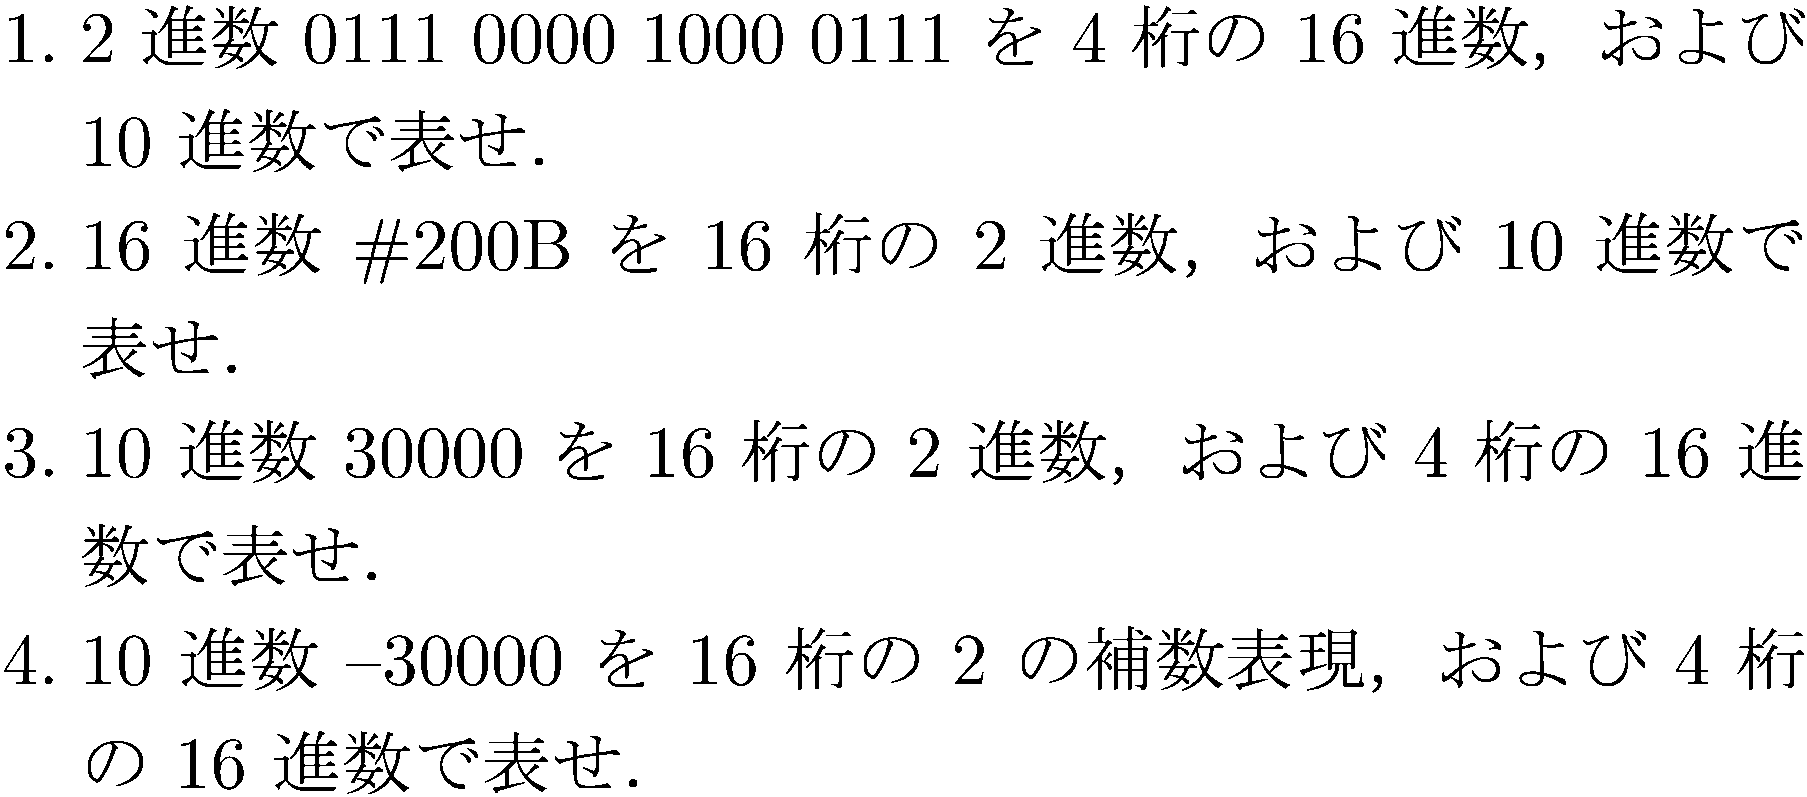 1. 2 進数 0111 0000 1000 0111 を 4 桁の 16 進数，および
10 進数で表せ．
2. 16 進数 #200B を 16 桁の 2 進数，および 10 進数で
表せ．
3. 10 進数 30000 を 16 桁の 2 進数，および 4 桁の 16 進
数で表せ．
4. 10 進数 –30000 を 16 桁の 2 の補数表現，および 4 桁
の 16 進数で表せ．